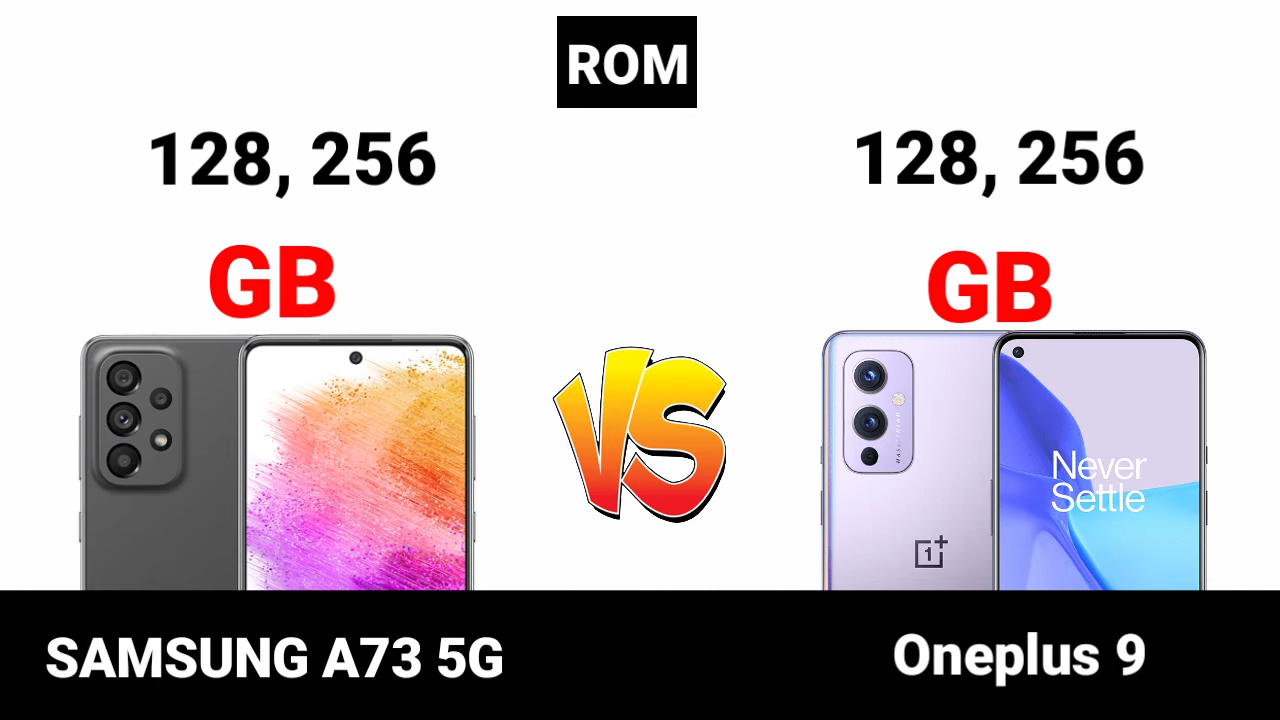 ROM
128, 256
GB
128, 256
GB
VS
Never
Settle
SAMSUNG A73 5G
Oneplus 9